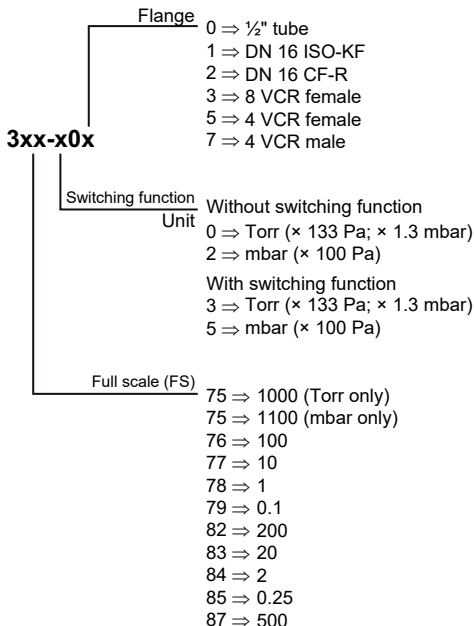 Flange
0 ⇒ ½" tube
1 ⇒ DN 16 ISO-KF
2 ⇒ DN 16 CF-R
3 ⇒ 8 VCR female
5 ⇒ 4 VCR female
7 ⇒ 4 VCR male
3xx-x0x
Switching function
Unit
Without switching function
0 ⇒ Torr (× 133 Pa; × 1.3 mbar)
2 ⇒ mbar (× 100 Pa)
With switching function
3 ⇒ Torr (× 133 Pa; × 1.3 mbar)
5 ⇒ mbar (× 100 Pa)
Full scale (FS)
75 ⇒ 1000 (Torr only)
75 ⇒ 1100 (mbar only)
76 ⇒ 100
77 ⇒ 10
78 ⇒ 1
79 ⇒ 0.1
82 ⇒ 200
83 ⇒ 20
84 ⇒ 2
85 ⇒ 0.25
87 ⇒ 500